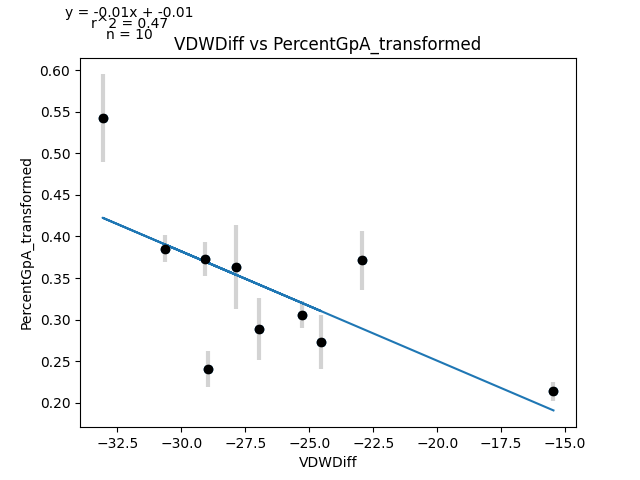 y = -0.01x + -0.01
r^2 = 0.47
n = 10
VDWDiff vs PercentGpA_transformed
0.60
0.55
0.50
0.45
0.40
0.35
0.30
0.25
0.20
PercentGpA_transformed
−32.5 −30.0 −27.5 −25.0 −22.5 −20.0 −17.5 −15.0
VDWDiff